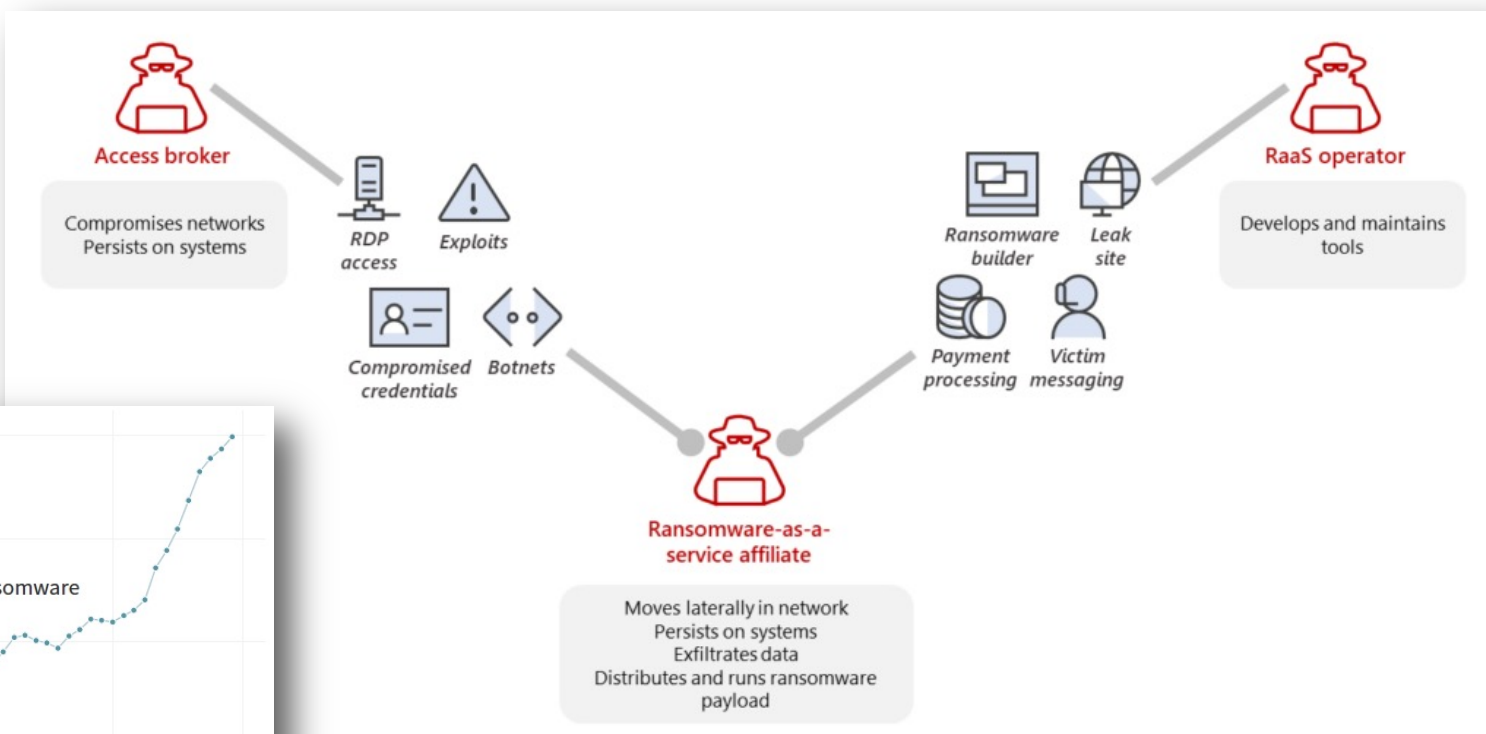 Access broker
Compromises networks
Persists on systems
RDP
access
Exploits
Compromised
credentials
Botnets
RaaS operator
Develops and maintains
tools
Ransomware
builder
Leak
site
Payment
processing
Victim
messaging
Ransomware-as-a-
service affiliate
Moves laterally in network
Persists on systems
Exfiltrates data
Distributes and runs ransomware
payload